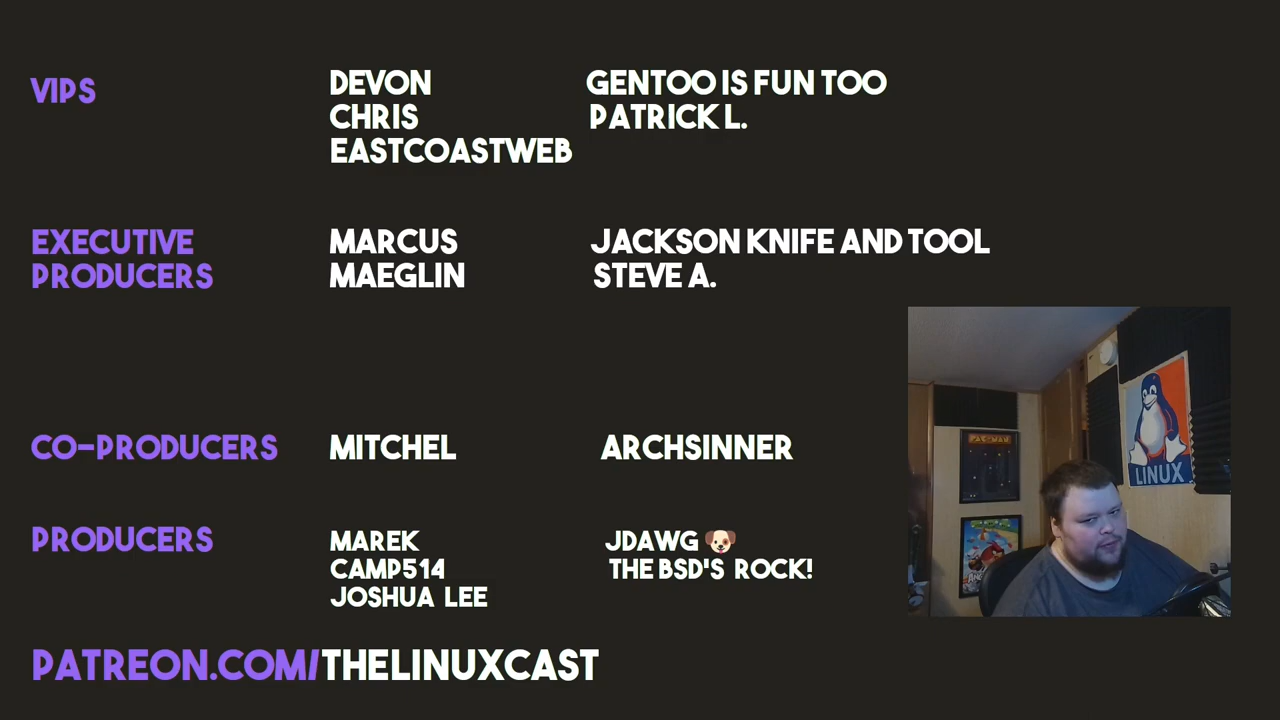 VIPS
DEVON GENTOO IS FUN TOO
CHRIS PATRICK L.
EASTCOASTWEB
EXECUTIVE PRODUCERS
MARCUS JACKSON KNIFE AND TOOL
MAEGLIN STEVE A.
CO-PRODUCERS MITCHEL ARCHSINNER
PRODUCERS
MAREK JDAWG 🐶
CAMP514 THE BSD'S ROCK!
JOSHUA LEE
PATREON.COM/THELINUXCAST
PAC-MAN
LINUX